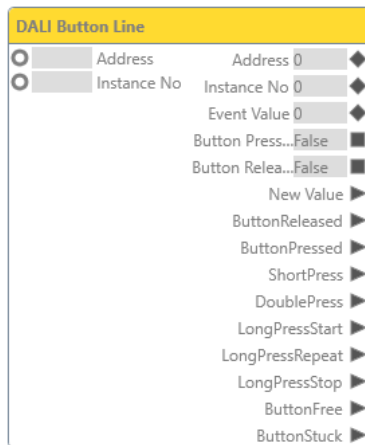 DALI Button Line
Address Address 0
Instance No Instance No 0
Event Value 0
Button Press...False
Button Relea...False
New Value
ButtonReleased
ButtonPressed
ShortPress
DoublePress
LongPressStart
LongPressRepeat
LongPressStop
ButtonFree
ButtonStuck